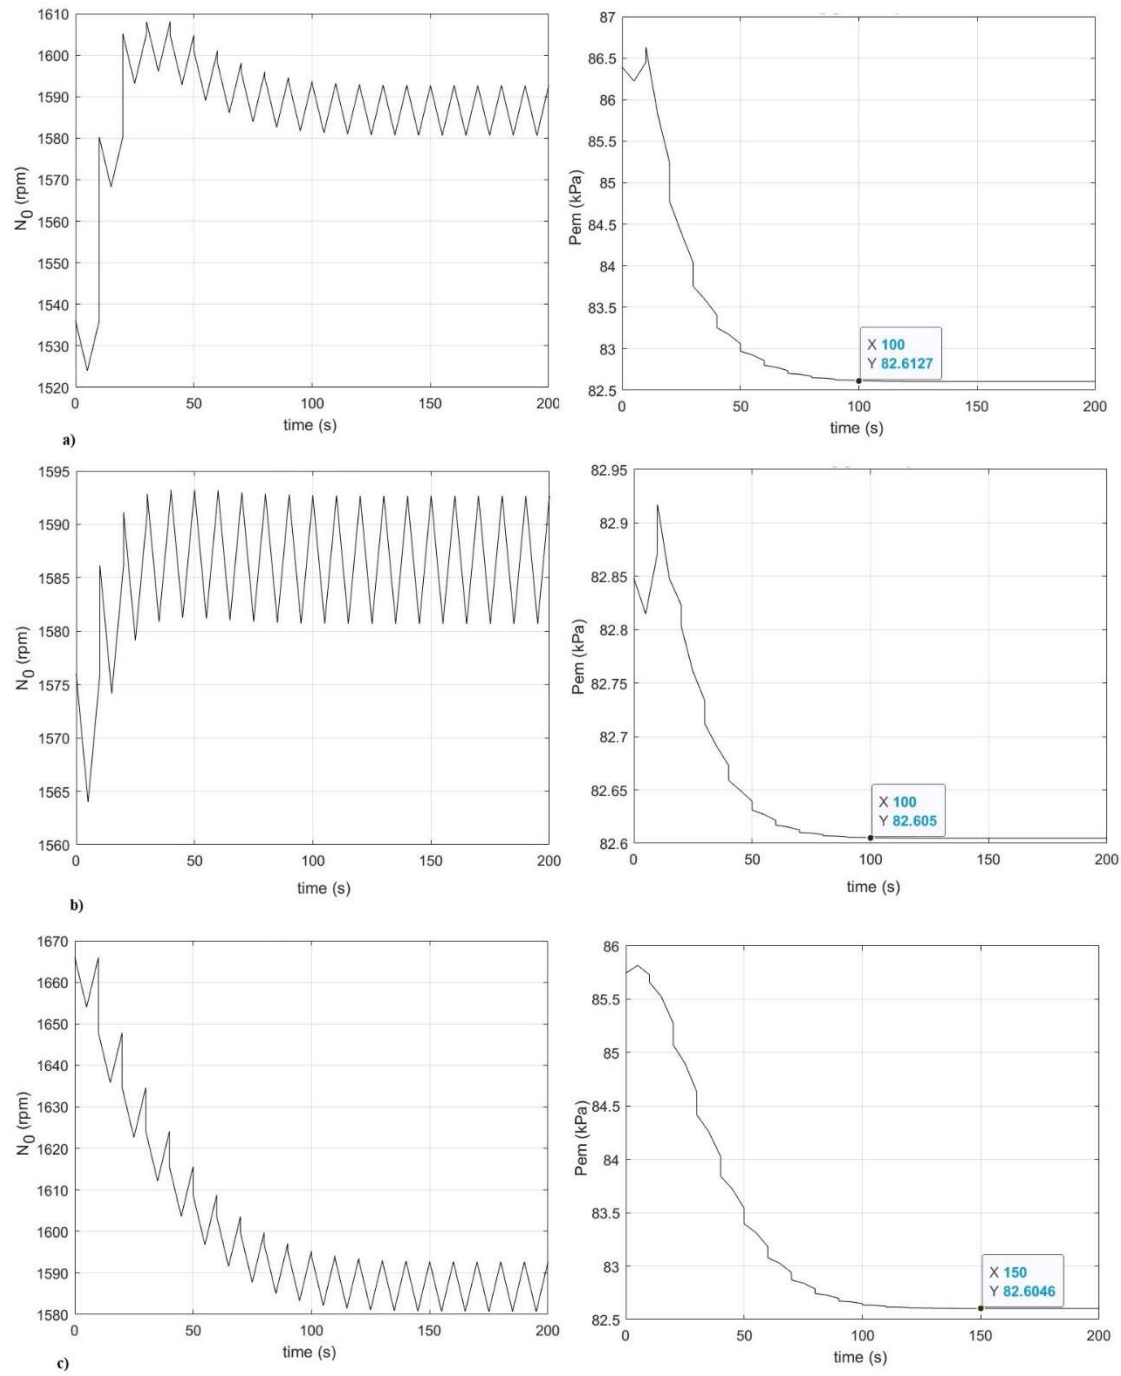 1610
1600
1590
1580
1570
1560
1550
1540
1530
1520
N0 (rpm)
0 50 100 150 200
time (s)
a)
87
86.5
86
85.5
85
84.5
84
83.5
83
82.5
Pem (kPa)
X 100
Y 82.6127
0 50 100 150 200
time (s)
1595
1590
1585
1580
1575
1570
1565
1560
N0 (rpm)
0 50 100 150 200
time (s)
b)
82.95
82.9
82.85
82.8
82.75
82.7
82.65
82.6
Pem (kPa)
X 100
Y 82.605
0 50 100 150 200
time (s)
1670
1660
1650
1640
1630
1620
1610
1600
1590
1580
N0 (rpm)
0 50 100 150 200
time (s)
c)
86
85.5
85
84.5
84
83.5
83
82.5
Pem (kPa)
X 150
Y 82.6046
0 50 100 150 200
time (s)